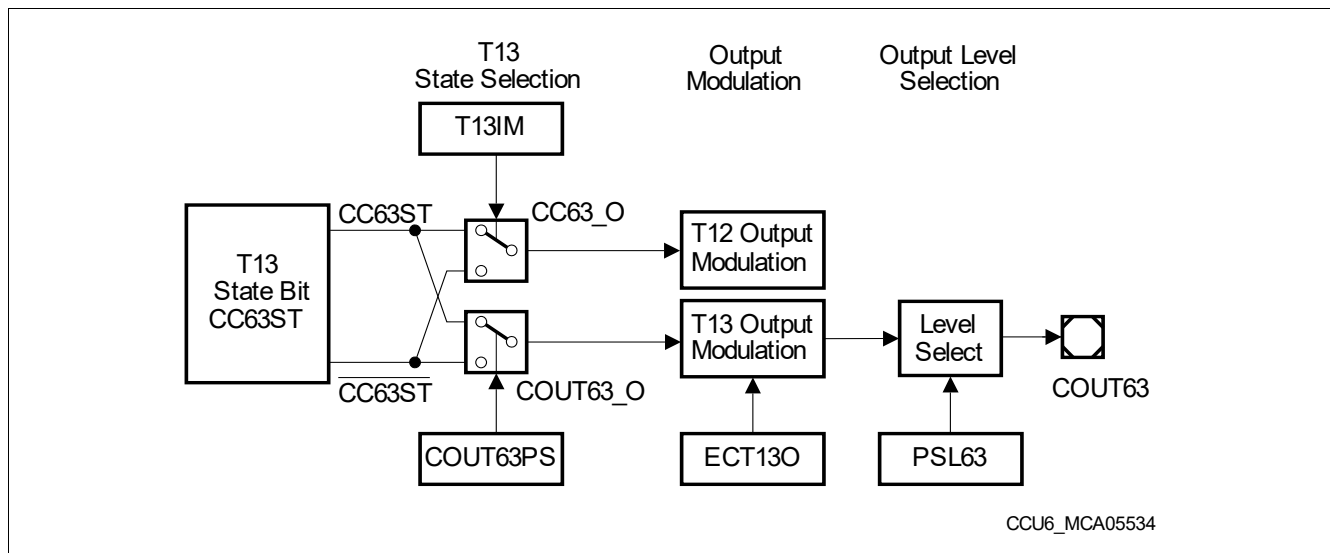 T13
State Selection
Output
Modulation
Output Level
Selection
T13IM
CC63ST
CC63_O
T13
State Bit
CC63ST
T12 Output
Modulation
T13 Output
Modulation
Level
Select
CC63ST
COUT63_O
COUT63
COUT63PS
ECT13O
PSL63
CCU6_MCA05534